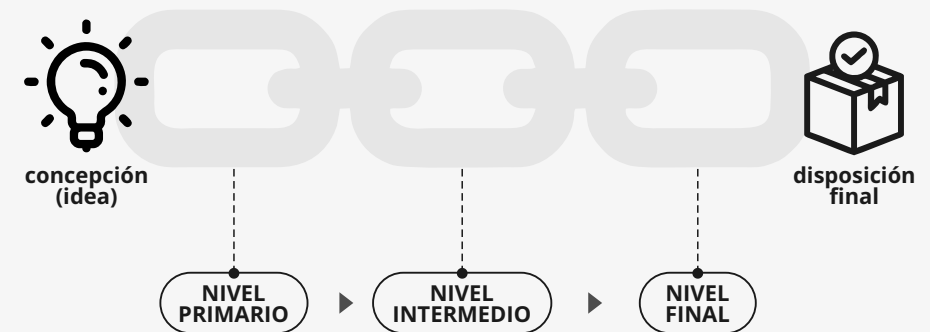 concepción
(idea)
disposición
final
NIVEL
PRIMARIO
NIVEL
INTERMEDIO
NIVEL
FINAL